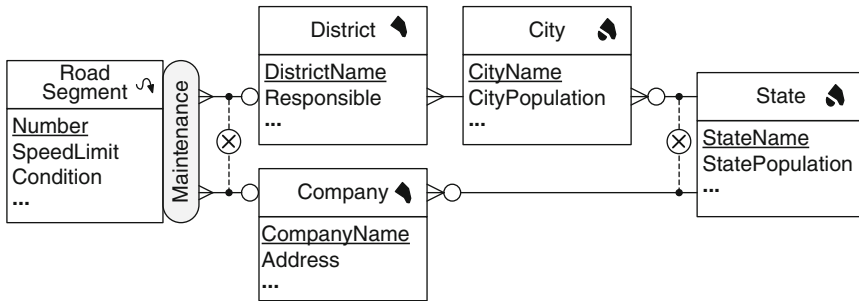 Road
Segment
Number
SpeedLimit
Condition
...
Maintenance
District
DistrictName
Responsible
...
Company
CompanyName
Address
...
City
CityName
CityPopulation
...
State
StateName
StatePopulation
...